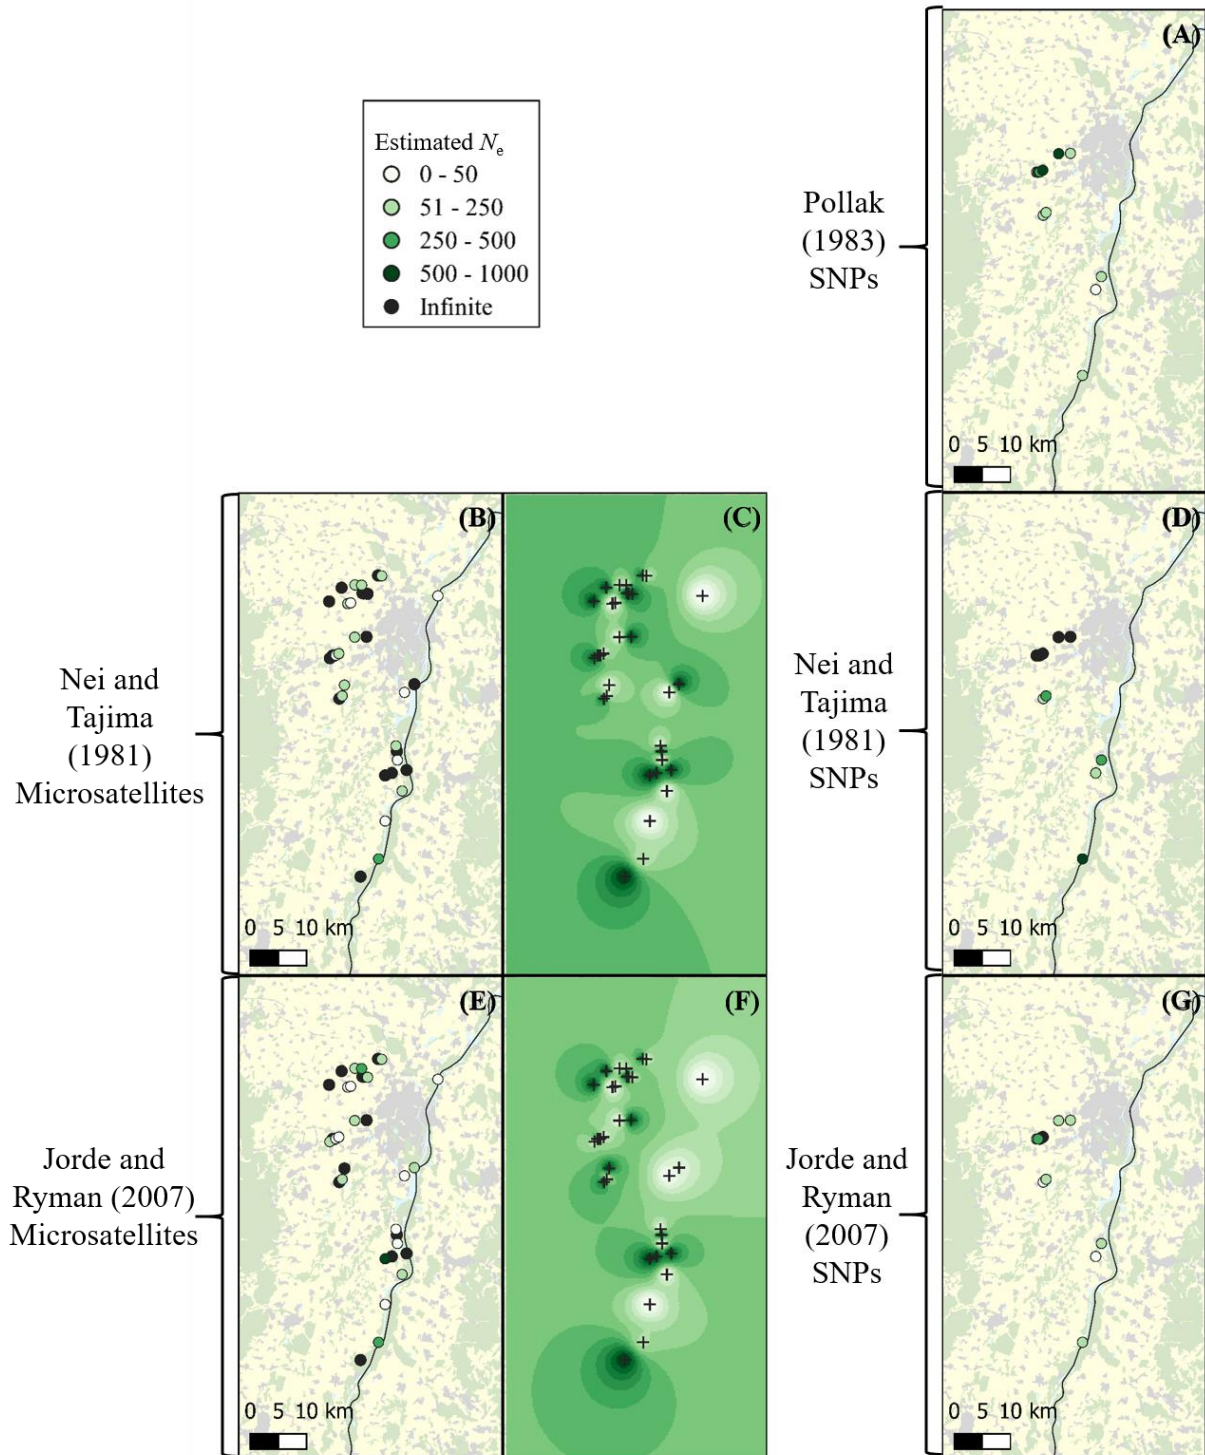 (A)
Estimated Ne
0 - 50
51 - 250
250 - 500
500 - 1000
Infinite
Pollak
(1983)
SNPs
0 5 10 km
(B)
(C)
(D)
Nei and
Tajima
(1981)
Microsatellites
Nei and
Tajima
(1981)
SNPs
0 5 10 km
0 5 10 km
(E)
(F)
(G)
Jorde and
Ryman (2007)
Microsatellites
Jorde and
Ryman
(2007)
SNPs
0 5 10 km
0 5 10 km